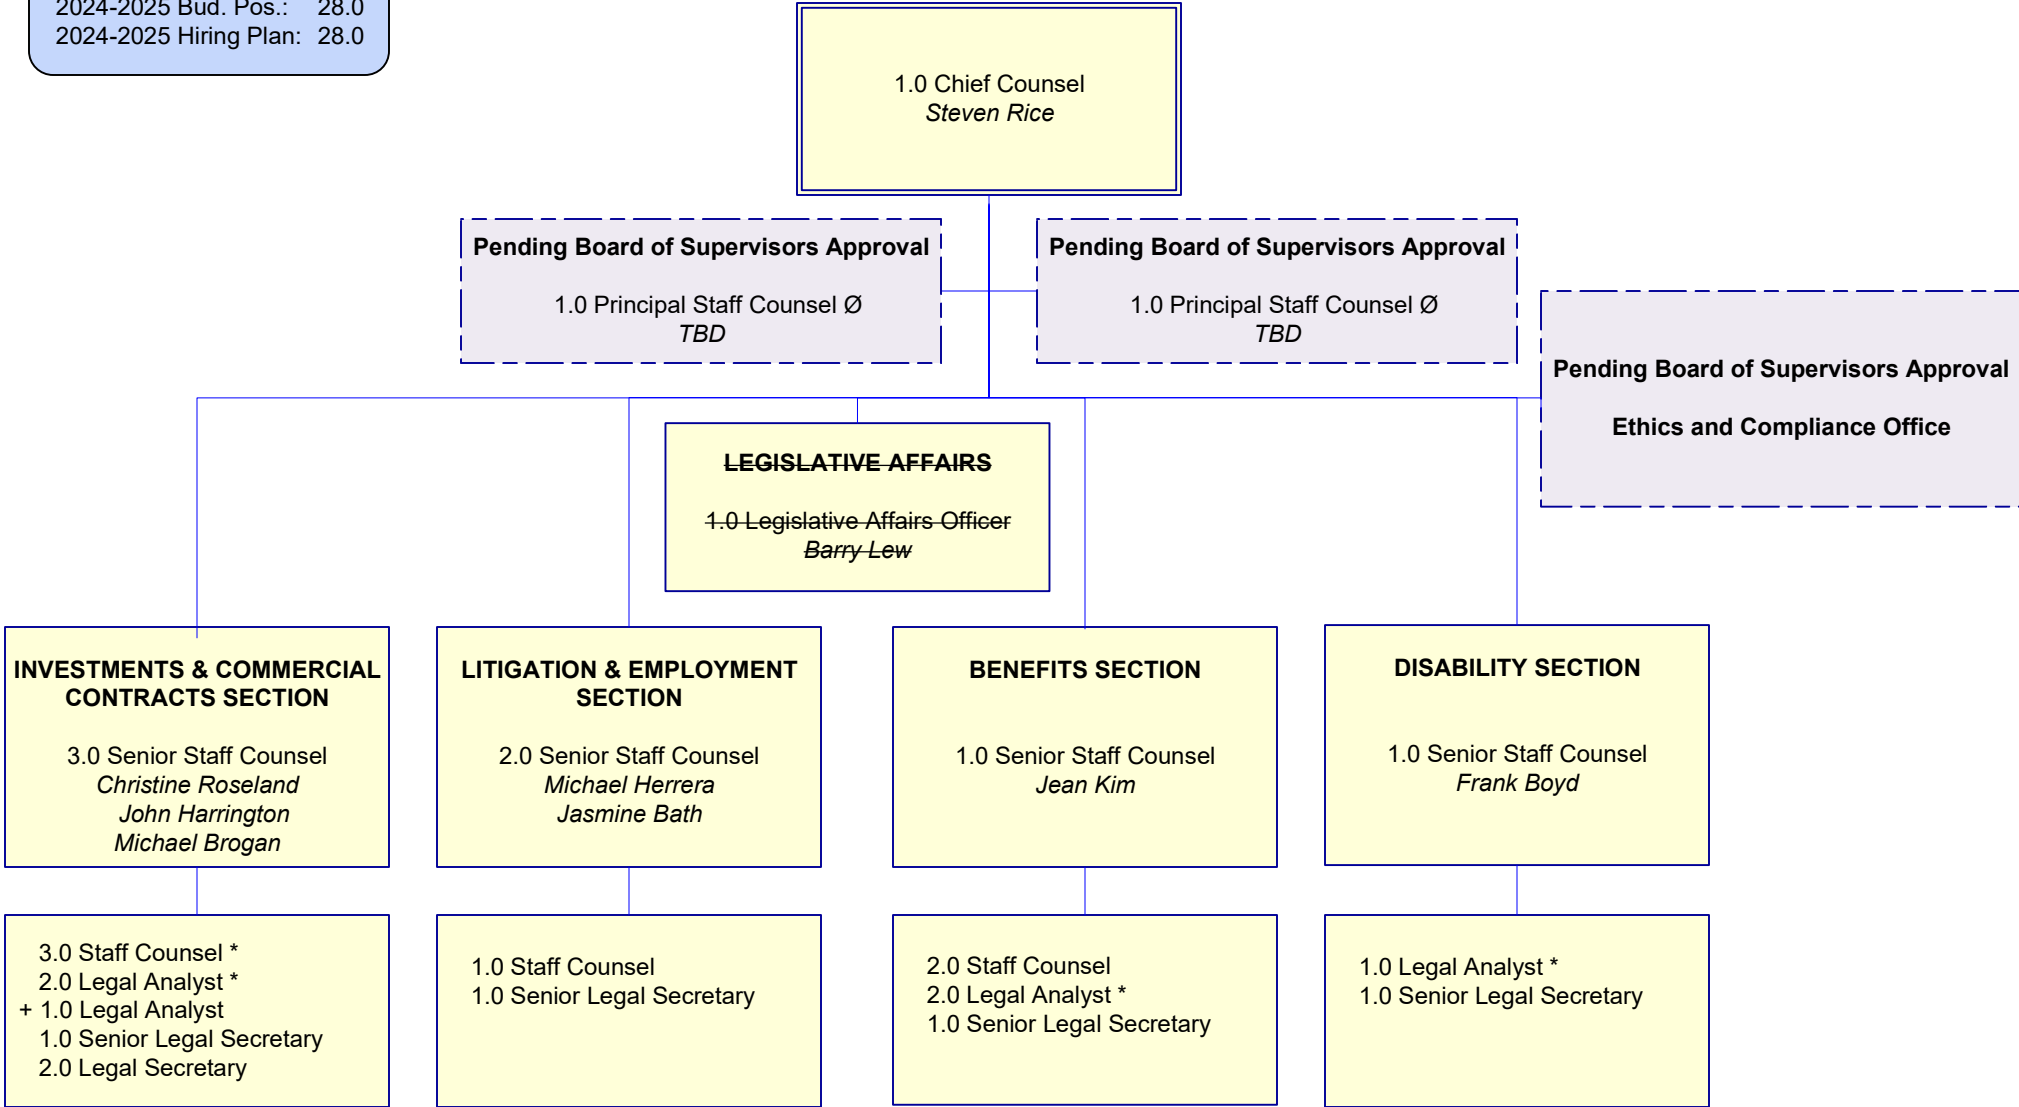 2024-2025 Bud. Pos.: 28.0
2024-2025 Hiring Plan: 28.0
1.0 Chief Counsel
Steven Rice
Pending Board of Supervisors Approval
1.0 Principal Staff Counsel Ø
TBD
Pending Board of Supervisors Approval
1.0 Principal Staff Counsel Ø
TBD
Pending Board of Supervisors Approval
Ethics and Compliance Office
LEGISLATIVE AFFAIRS
1.0 Legislative Affairs Officer
Barry Lew
INVESTMENTS & COMMERCIAL
CONTRACTS SECTION
3.0 Senior Staff Counsel
Christine Roseland
John Harrington
Michael Brogan
LITIGATION & EMPLOYMENT
SECTION
2.0 Senior Staff Counsel
Michael Herrera
Jasmine Bath
BENEFITS SECTION
1.0 Senior Staff Counsel
Jean Kim
DISABILITY SECTION
1.0 Senior Staff Counsel
Frank Boyd
3.0 Staff Counsel *
2.0 Legal Analyst *
+ 1.0 Legal Analyst
1.0 Senior Legal Secretary
2.0 Legal Secretary
1.0 Staff Counsel
1.0 Senior Legal Secretary
2.0 Staff Counsel
2.0 Legal Analyst *
1.0 Senior Legal Secretary
1.0 Legal Analyst *
1.0 Senior Legal Secretary